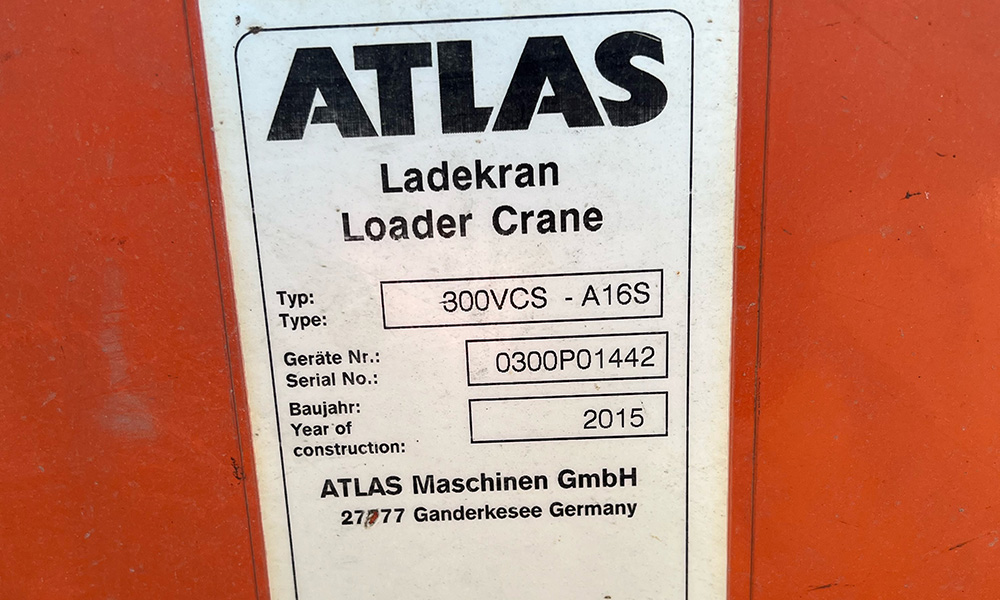 ATLAS
Ladekran
Loader Crane
Typ:
Type:
300VCS - A16S
Geräte Nr.:
Serial No.:
0300P01442
Baujahr:
Year of
construction:
2015
ATLAS Maschinen GmbH
27777 Ganderkesee Germany